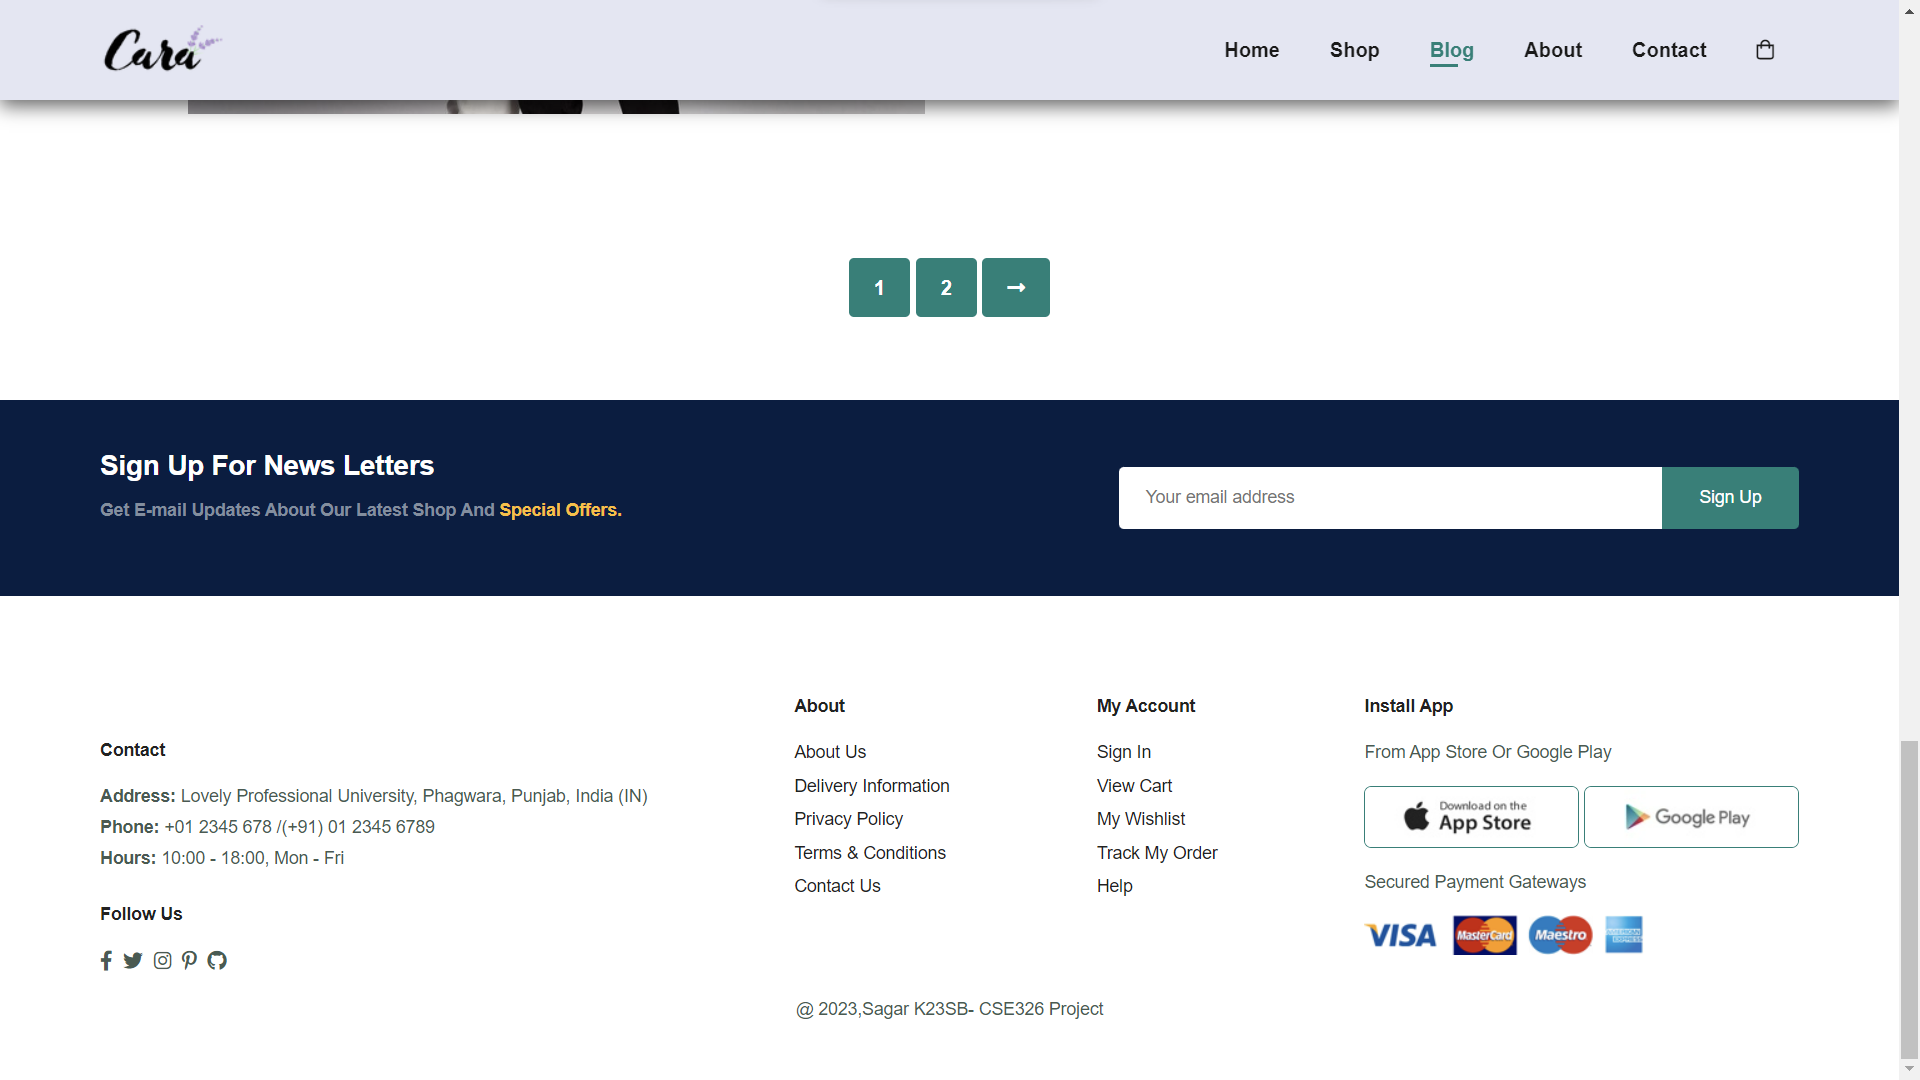 Cara
Home Shop Blog About Contact
1 2
Sign Up For News Letters
Get E-mail Updates About Our Latest Shop And Special Offers.
Your email address
Sign Up
Contact
Address: Lovely Professional University, Phagwara, Punjab, India (IN)
Phone: +01 2345 678 /(+91) 01 2345 6789
Hours: 10:00 - 18:00, Mon - Fri
Follow Us
About
About Us
Delivery Information
Privacy Policy
Terms & Conditions
Contact Us
My Account
Sign In
View Cart
My Wishlist
Track My Order
Help
Install App
From App Store Or Google Play
Download on the
App Store
Google Play
Secured Payment Gateways
VISA MasterCard Maestro
AMERICAN
EXPRESS
@ 2023,Sagar K23SB- CSE326 Project